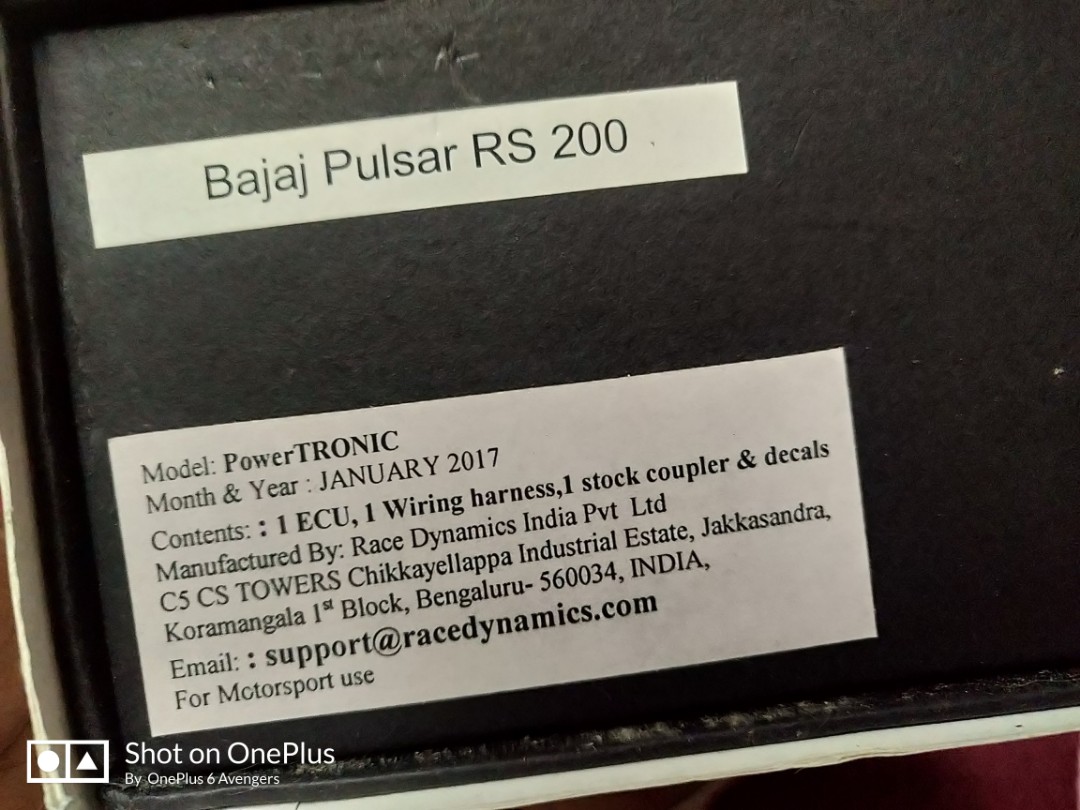 Bajaj Pulsar RS 200
Model: PowerTRONIC
Month & Year : JANUARY 2017
Contents: : 1 ECU, 1 Wiring harness,1 stock coupler & decals
Manufactured By: Race Dynamics India Pvt Ltd
C5 CS TOWERS Chikkayellappa Industrial Estate, Jakkasandra,
Koramangala 1st Block, Bengaluru- 560034, INDIA,
Email: : support@racedynamics.com
For Motorsport use
Shot on OnePlus
By OnePlus 6 Avengers